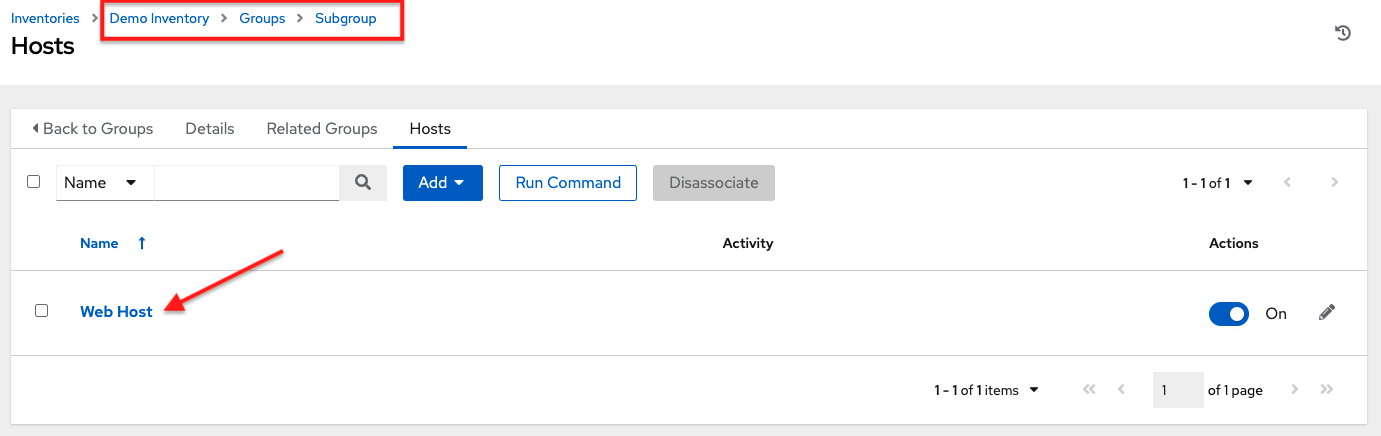 Inventories > Demo Inventory > Groups > Subgroup
Hosts
Back to Groups Details Related Groups Hosts
Name Add Run Command Disassociate 1 - 1 of 1
Name Activity Actions
Web Host On
1 - 1 of 1 items 1 of 1 page